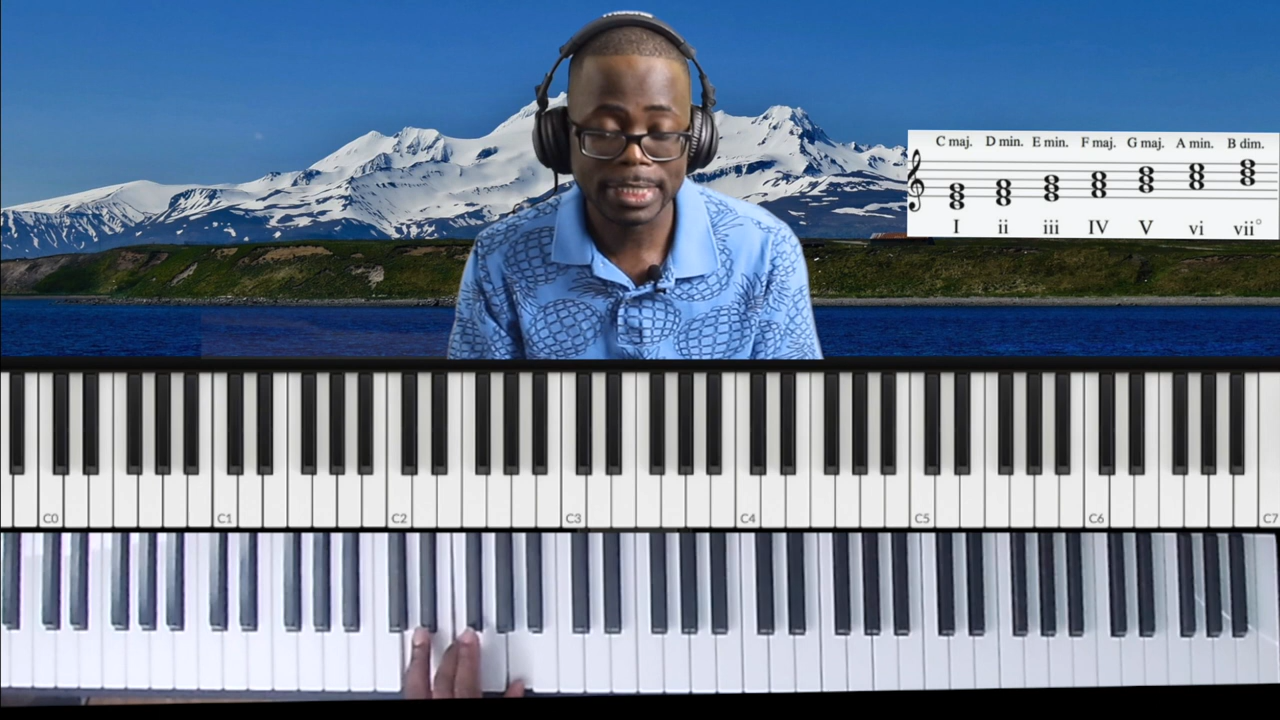 C maj. D min. E min. F maj. G maj. A min. B dim.
I ii iii IV V vi vii°
C0 C1 C2 C3 C4 C5 C6 C7